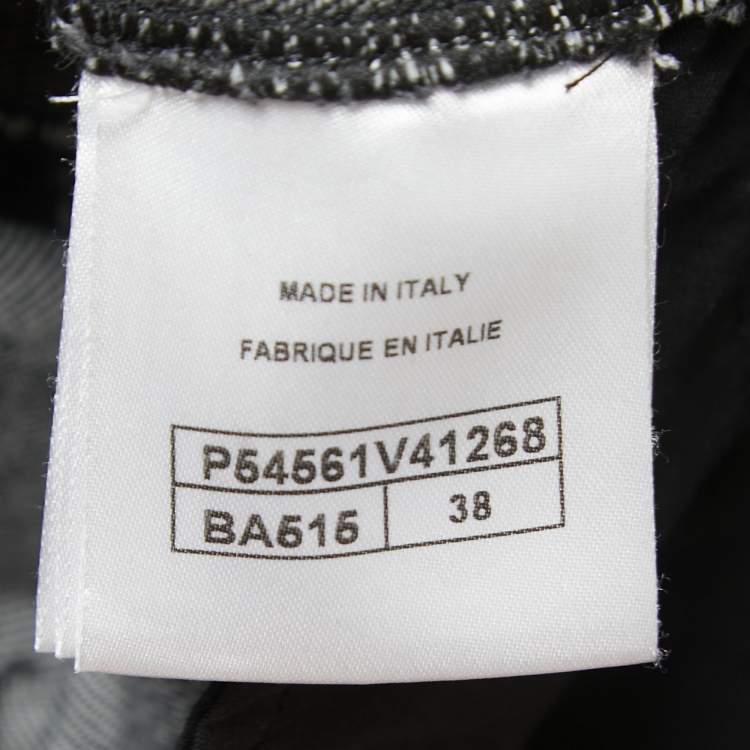 MADE IN ITALY
FABRIQUE EN ITALIE
P54561V41268
BA515 38